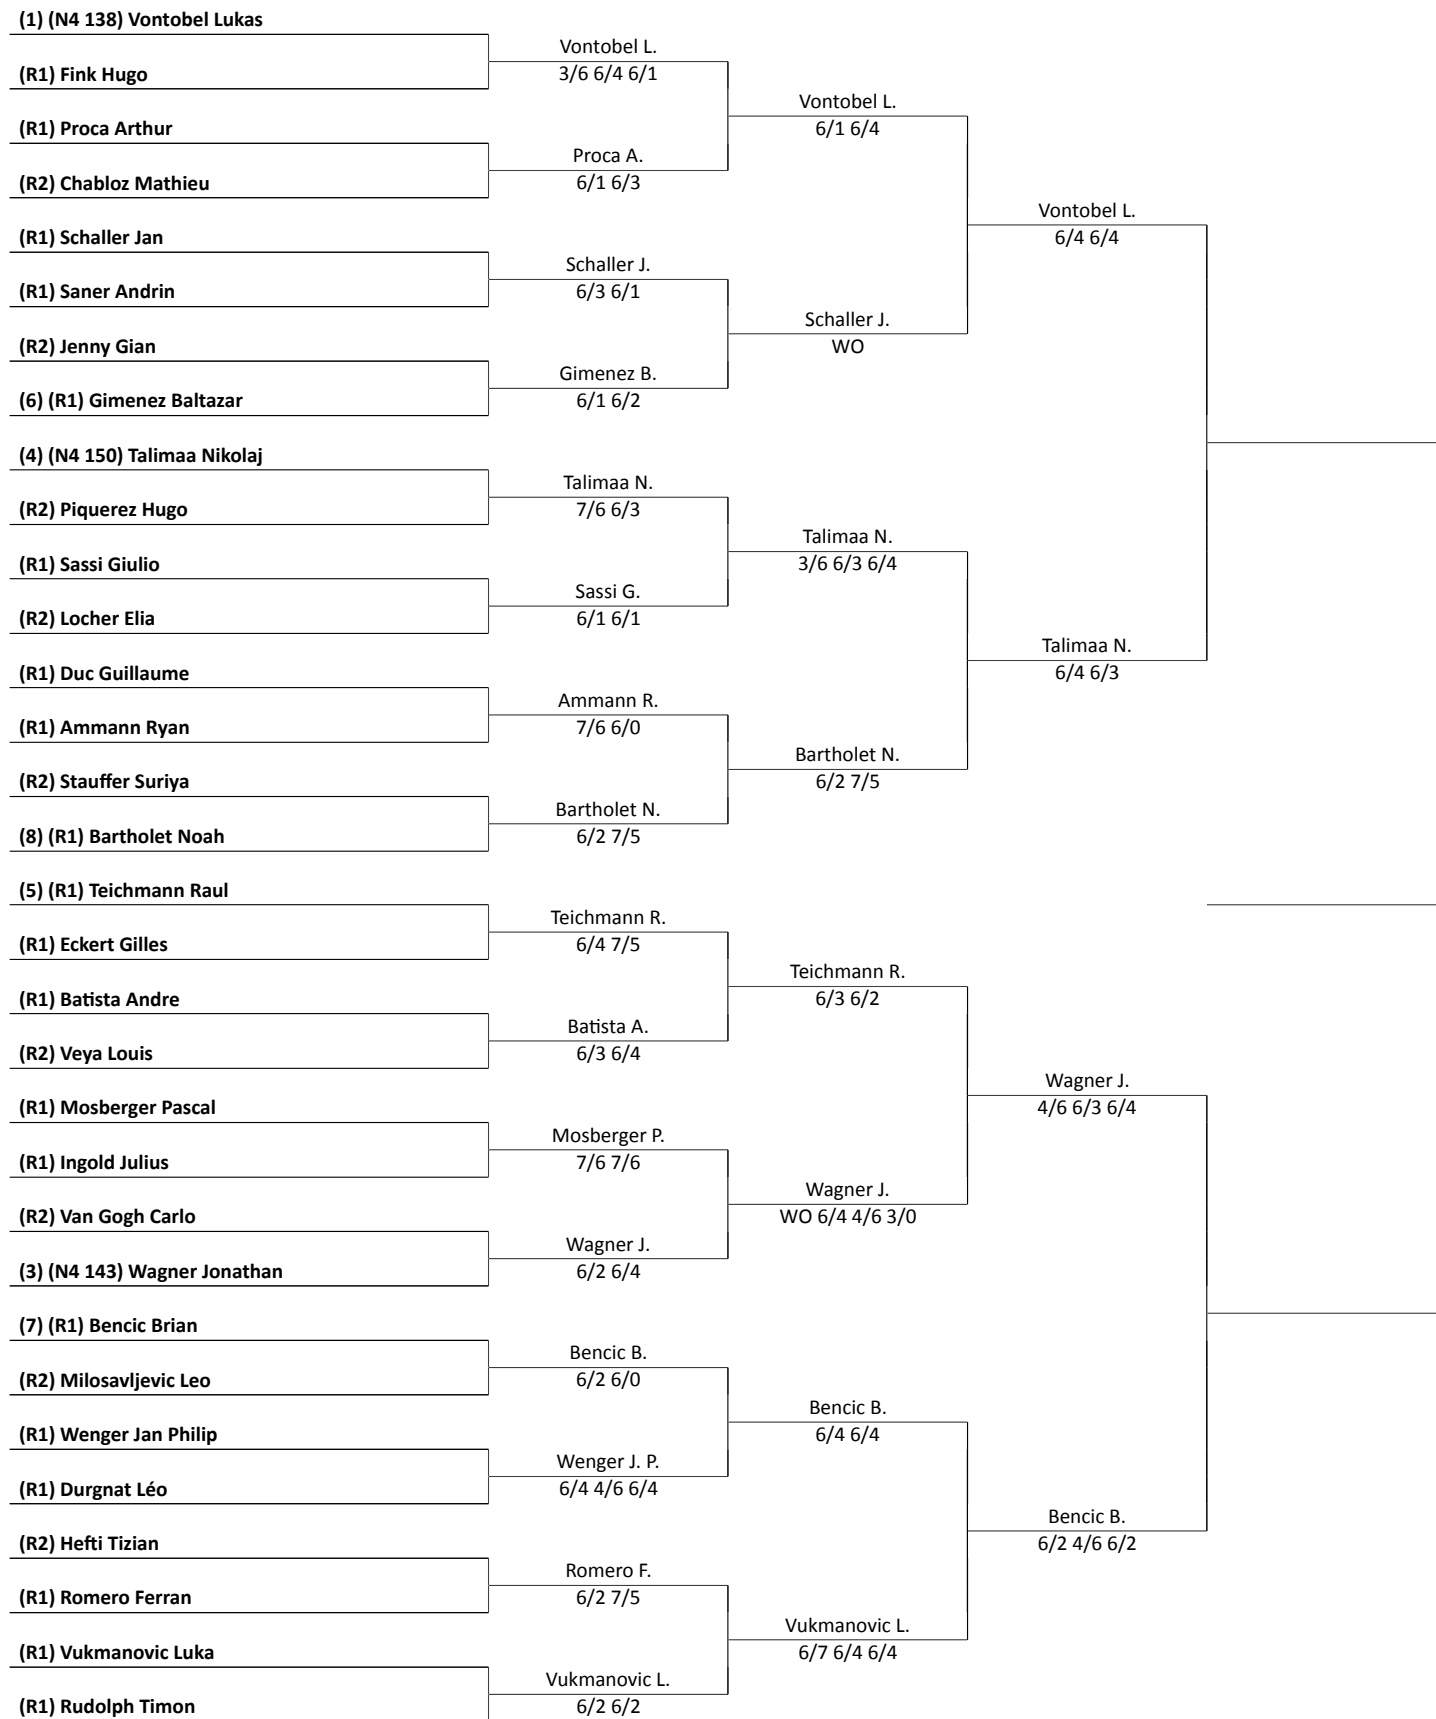 (1) (N4 138) Vontobel Lukas
Vontobel L.
(R1) Fink Hugo
3/6 6/4 6/1
Vontobel L.
(R1) Proca Arthur
6/1 6/4
Proca A.
(R2) Chabloz Mathieu
6/1 6/3
Vontobel L.
(R1) Schaller Jan
6/4 6/4
Schaller J.
(R1) Saner Andrin
6/3 6/1
Schaller J.
(R2) Jenny Gian
WO
Gimenez B.
(6) (R1) Gimenez Baltazar
6/1 6/2
(4) (N4 150) Talimaa Nikolaj
Talimaa N.
(R2) Piquerez Hugo
7/6 6/3
Talimaa N.
(R1) Sassi Giulio
3/6 6/3 6/4
Sassi G.
(R2) Locher Elia
6/1 6/1
Talimaa N.
(R1) Duc Guillaume
6/4 6/3
Ammann R.
(R1) Ammann Ryan
7/6 6/0
Bartholet N.
(R2) Stauffer Suriya
6/2 7/5
Bartholet N.
(8) (R1) Bartholet Noah
6/2 7/5
(5) (R1) Teichmann Raul
Teichmann R.
(R1) Eckert Gilles
6/4 7/5
Teichmann R.
(R1) Batista Andre
6/3 6/2
Batista A.
(R2) Veya Louis
6/3 6/4
Wagner J.
(R1) Mosberger Pascal
4/6 6/3 6/4
Mosberger P.
(R1) Ingold Julius
7/6 7/6
Wagner J.
(R2) Van Gogh Carlo
WO 6/4 4/6 3/0
Wagner J.
(3) (N4 143) Wagner Jonathan
6/2 6/4
(7) (R1) Bencic Brian
Bencic B.
(R2) Milosavljevic Leo
6/2 6/0
Bencic B.
(R1) Wenger Jan Philip
6/4 6/4
Wenger J. P.
(R1) Durgnat Léo
6/4 4/6 6/4
Bencic B.
(R2) Hefti Tizian
6/2 4/6 6/2
Romero F.
(R1) Romero Ferran
6/2 7/5
Vukmanovic L.
(R1) Vukmanovic Luka
6/7 6/4 6/4
Vukmanovic L.
(R1) Rudolph Timon
6/2 6/2